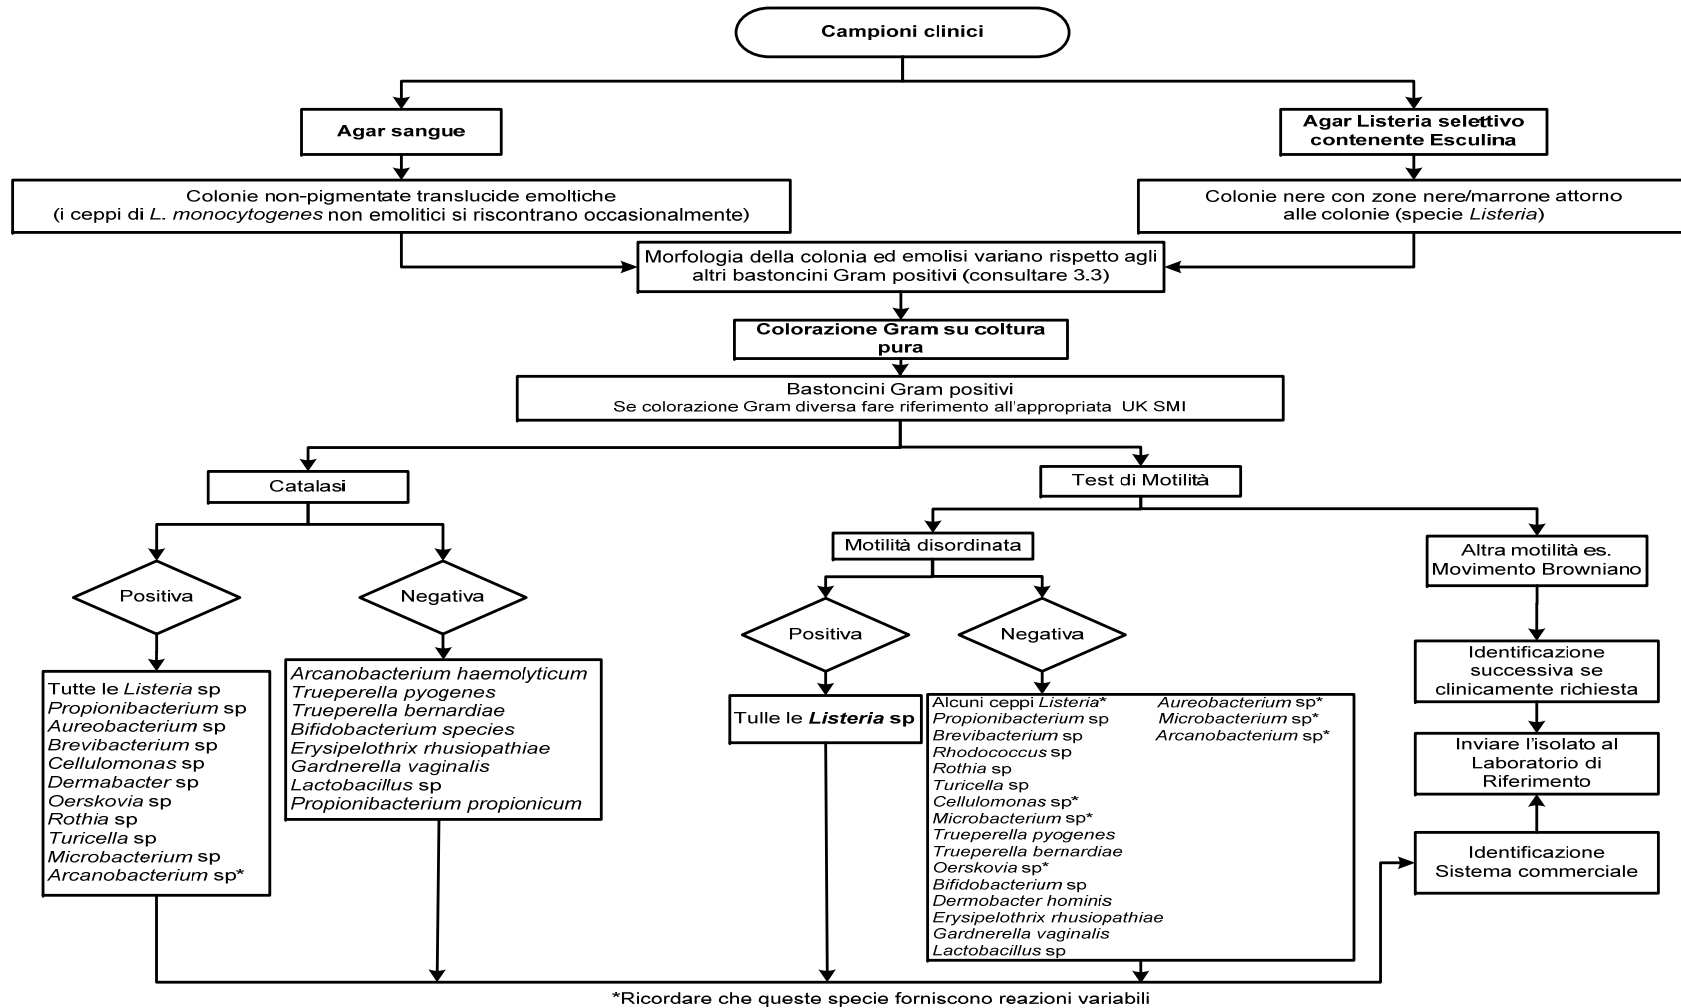 Campioni clinici
Agar sangue
Agar Listeria selettivo
contenente Esculina
Colonie non-pigmentate translucide emoltiche
(i ceppi di L. monocytogenes non emolitici si riscontrano occasionalmente)
Colonie nere con zone nere/marrone attorno
alle colonie (specie Listeria)
Morfologia della colonia ed emolisi variano rispetto agli
altri bastoncini Gram positivi (consultare 3.3)
Colorazione Gram su coltura
pura
Bastoncini Gram positivi
Se colorazione Gram diversa fare riferimento all'appropriata UK SMI
Catalasi
Test di Motilità
Positiva
Negativa
Motilità disordinata
Altra motilità es.
Movimento Browniano
Positiva
Negativa
Identificazione
successiva se
clinicamente richiesta
Tutte le Listeria sp
Propionibacterium sp
Aureobacterium sp
Brevibacterium sp
Cellulomonas sp
Dermabacter sp
Oerskovia sp
Rothia sp
Turicella sp
Microbacterium sp
Arcanobacterium sp*
Arcanobacterium haemolyticum
Trueperella pyogenes
Trueperella bernardiae
Bifidobacterium species
Erysipelothrix rhusiopathiae
Gardnerella vaginalis
Lactobacillus sp
Propionibacterium propionicum
Tulle le Listeria sp
Alcuni ceppi Listeria*
Propionibacterium sp
Brevibacterium sp
Rhodococcus sp
Rothia sp
Turicella sp
Cellulomonas sp*
Microbacterium sp*
Trueperella pyogenes
Trueperella bernardiae
Oerskovia sp*
Bifidobacterium sp
Dermobacter hominis
Erysipelothrix rhusiopathiae
Gardnerella vaginalis
Lactobacillus sp
Aureobacterium sp*
Microbacterium sp*
Arcanobacterium sp*
Inviare l'isolato al
Laboratorio di
Riferimento
Identificazione
Sistema commerciale
*Ricordare che queste specie forniscono reazioni variabili